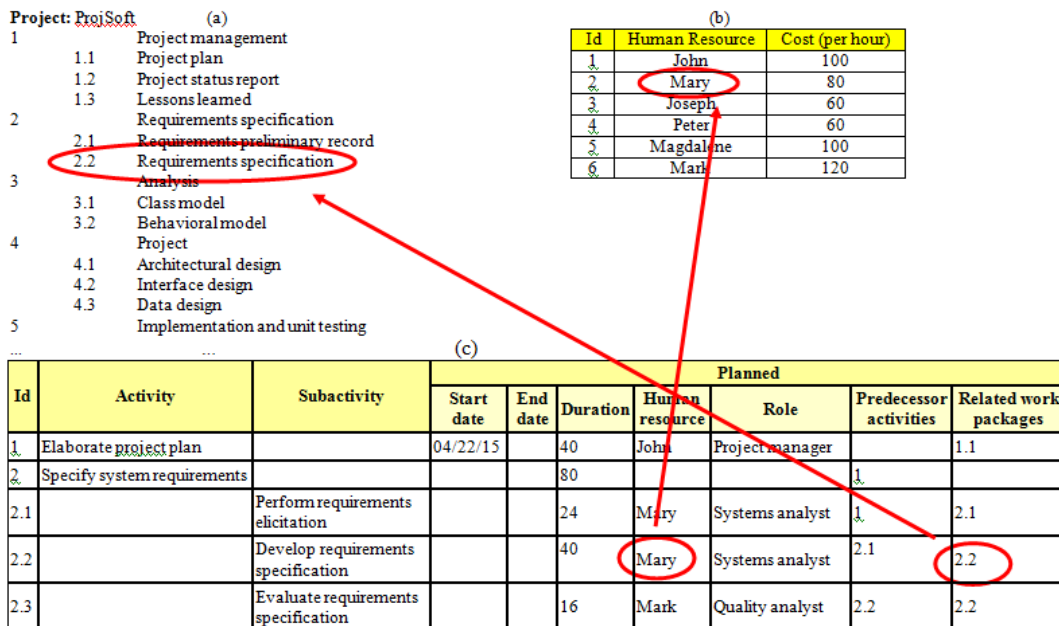 Project: ProjSoft (a)
1 Project management
1.1 Project plan
1.2 Project status report
1.3 Lessons learned
2 Requirements specification
2.1 Requirements preliminary record
2.2 Requirements specification
3 Analysis
3.1 Class model
3.2 Behavioral model
4 Project
4.1 Architectural design
4.2 Interface design
4.3 Data design
5 Implementation and unit testing
... ...
(b)
Id Human Resource Cost (per hour)
1 John 100
2 Mary 80
3 Joseph 60
4 Peter 60
5 Magdalene 100
6 Mark 120
(c)
Planned
Id Activity Subactivity Start date End date Duration Human resource Role Predecessor activities Related work packages
1 Elaborate project plan 04/22/15 40 John Project manager 1.1
2 Specify system requirements 80 1
2.1 Perform requirements elicitation 24 Mary Systems analyst 1 2.1
2.2 Develop requirements specification 40 Mary Systems analyst 2.1 2.2
2.3 Evaluate requirements specification 16 Mark Quality analyst 2.2 2.2